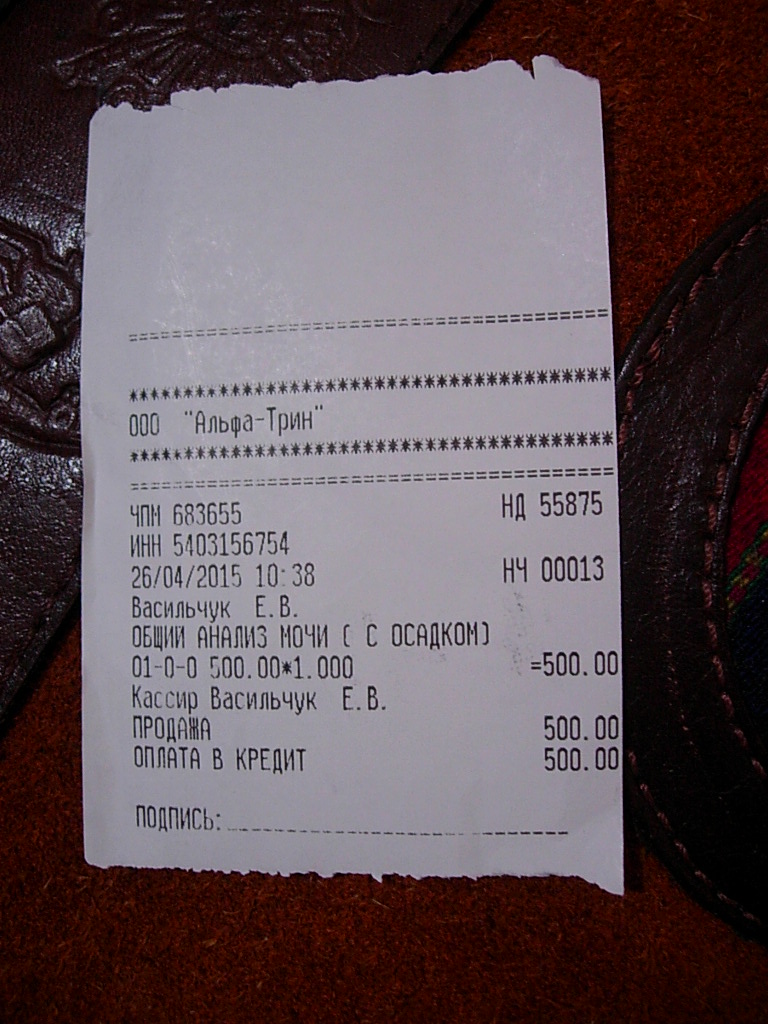 ========================================
****************************************
ООО "Альфа-Трин"
****************************************
========================================
ЧПМ 683655 НД 55875
ИНН 5403156754
26/04/2015 10:38 НЧ 00013
Васильчук Е.В.
ОБЩИЙ АНАЛИЗ МОЧИ ( С ОСАДКОМ)
01-0-0 500.00*1.000 =500.00
Кассир Васильчук Е.В.
ПРОДАЖА 500.00
ОПЛАТА В КРЕДИТ 500.00
ПОДПИСЬ:__________________________